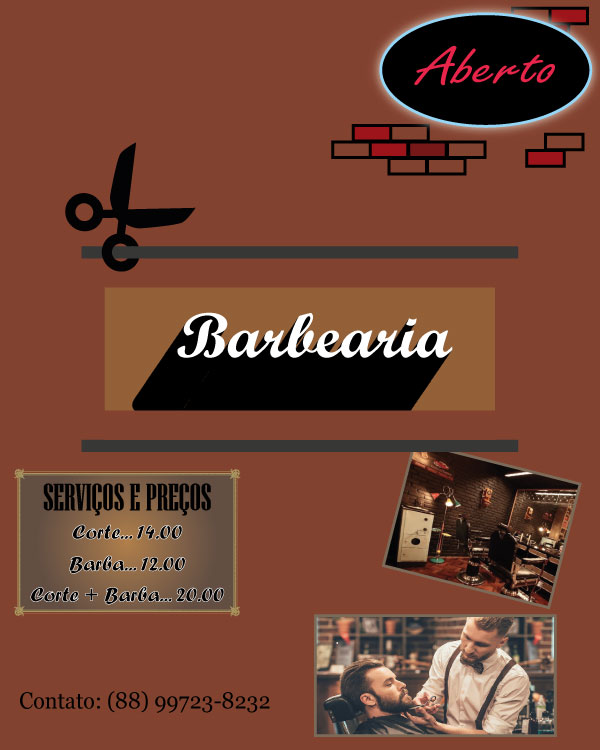 Aberto
Barbearia
SERVIÇOS E PREÇOS
Corte... 14.00
Barba... 12.00
Corte + Barba... 20.00
Contato: (88) 99723-8232